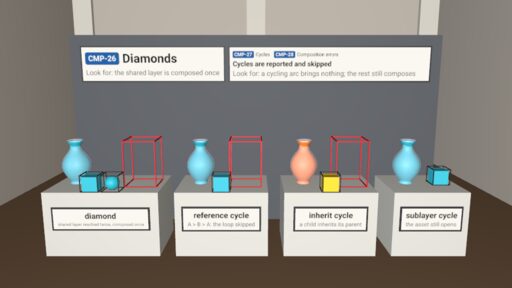 CMP-26 Diamonds
Look for: the shared layer is composed once
CMP-27 Cycles CMP-28 Composition errors
Cycles are reported and skipped
Look for: a cycling arc brings nothing; the rest still composes
diamond
shared layer reached twice, composed once
reference cycle
A > B > A: the loop skipped
inherit cycle
a child inherits its parent
sublayer cycle
the asset still opens